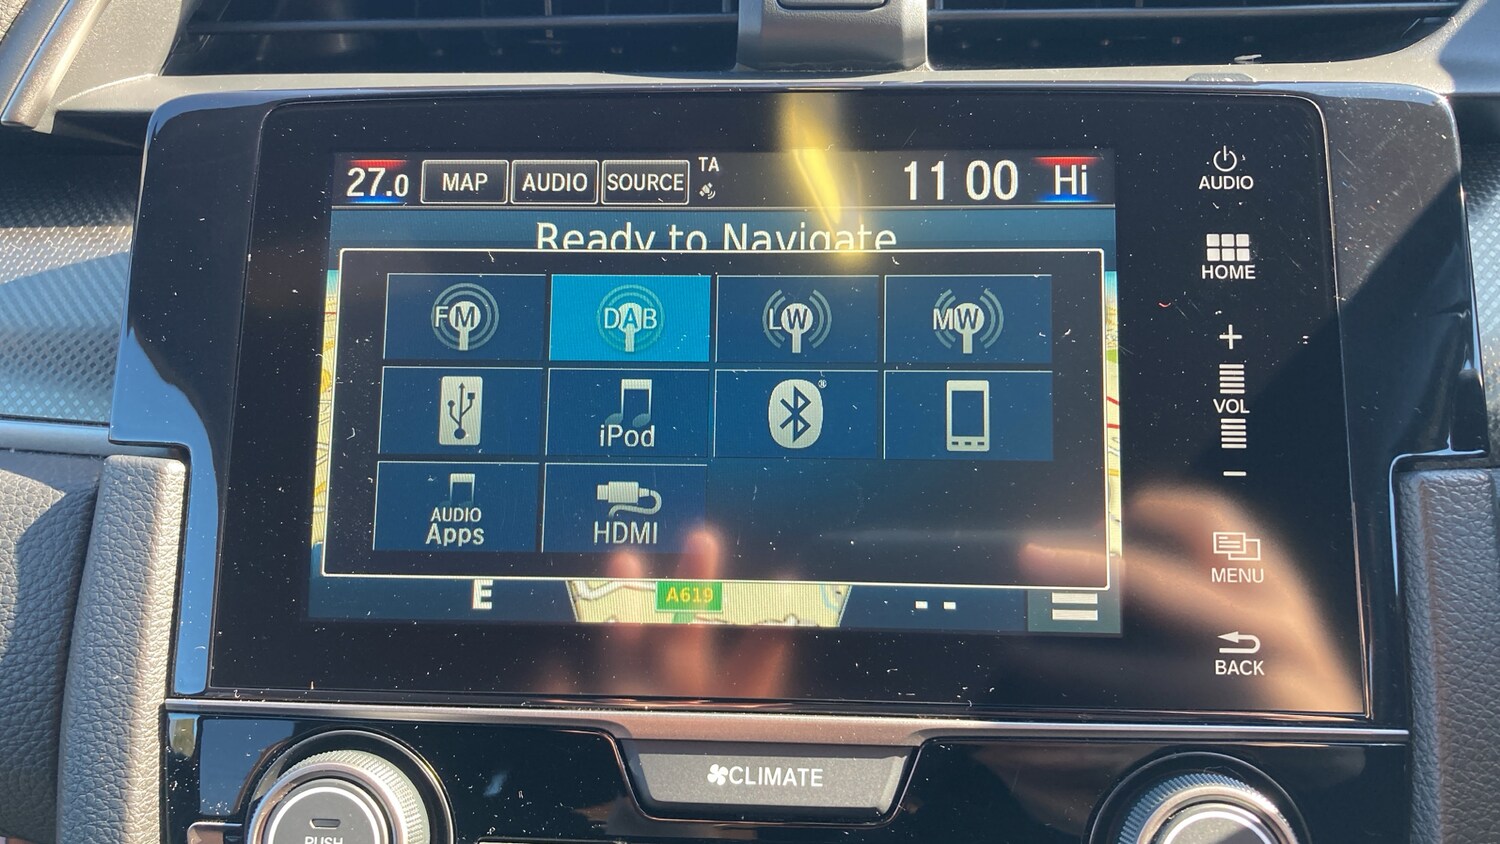 27.0 MAP AUDIO SOURCE TA 11 00 Hi
Ready to Navigate
FM DAB LW MW
iPod
AUDIO Apps
HDMI
E A619 --
AUDIO
HOME
+
VOL
-
MENU
BACK
CLIMATE
PUSH